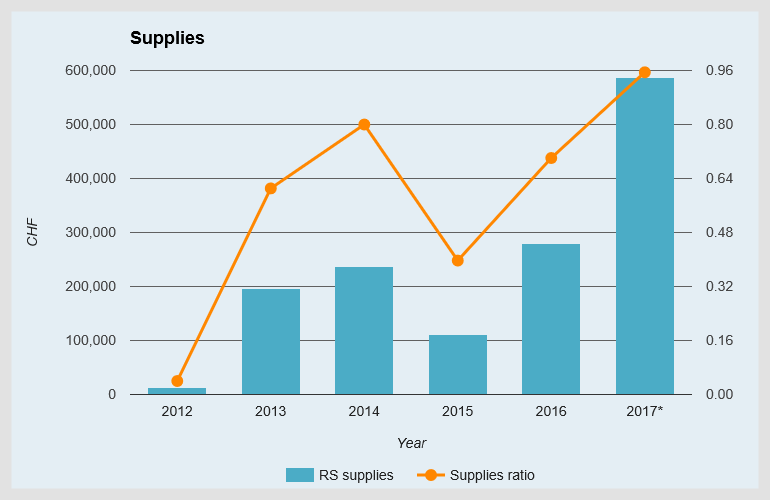 Supplies
600,000 0.96
500,000 0.80
400,000 0.64
300,000 0.48
200,000 0.32
100,000 0.16
0 0.00
CHF
2012 2013 2014 2015 2016 2017*
Year
RS supplies Supplies ratio